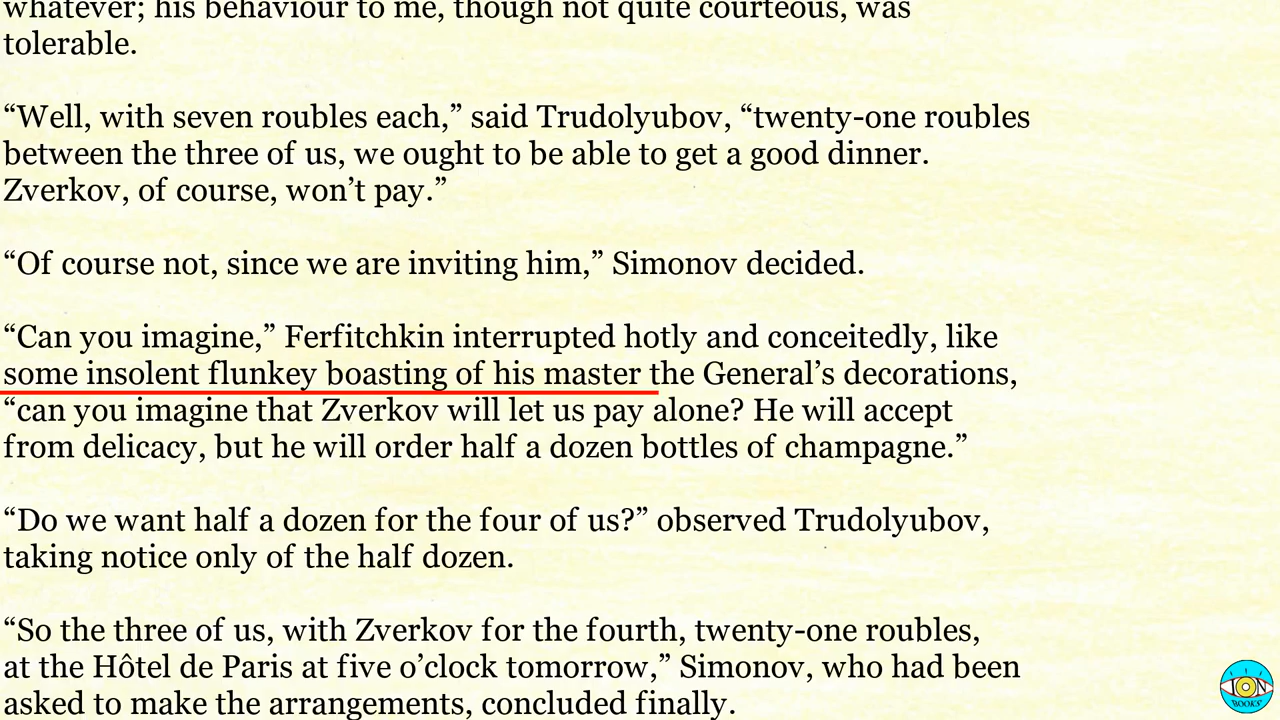 whatever; his behaviour to me, though not quite courteous, was
tolerable.
“Well, with seven roubles each,” said Trudolyubov, “twenty-one roubles
between the three of us, we ought to be able to get a good dinner.
Zverkov, of course, won’t pay.”
“Of course not, since we are inviting him,” Simonov decided.
“Can you imagine,” Ferfitchkin interrupted hotly and conceitedly, like
some insolent flunkey boasting of his master the General’s decorations,
“can you imagine that Zverkov will let us pay alone? He will accept
from delicacy, but he will order half a dozen bottles of champagne.”
“Do we want half a dozen for the four of us?” observed Trudolyubov,
taking notice only of the half dozen.
“So the three of us, with Zverkov for the fourth, twenty-one roubles,
at the Hôtel de Paris at five o’clock tomorrow,” Simonov, who had been
asked to make the arrangements, concluded finally.
ION
BOOKS